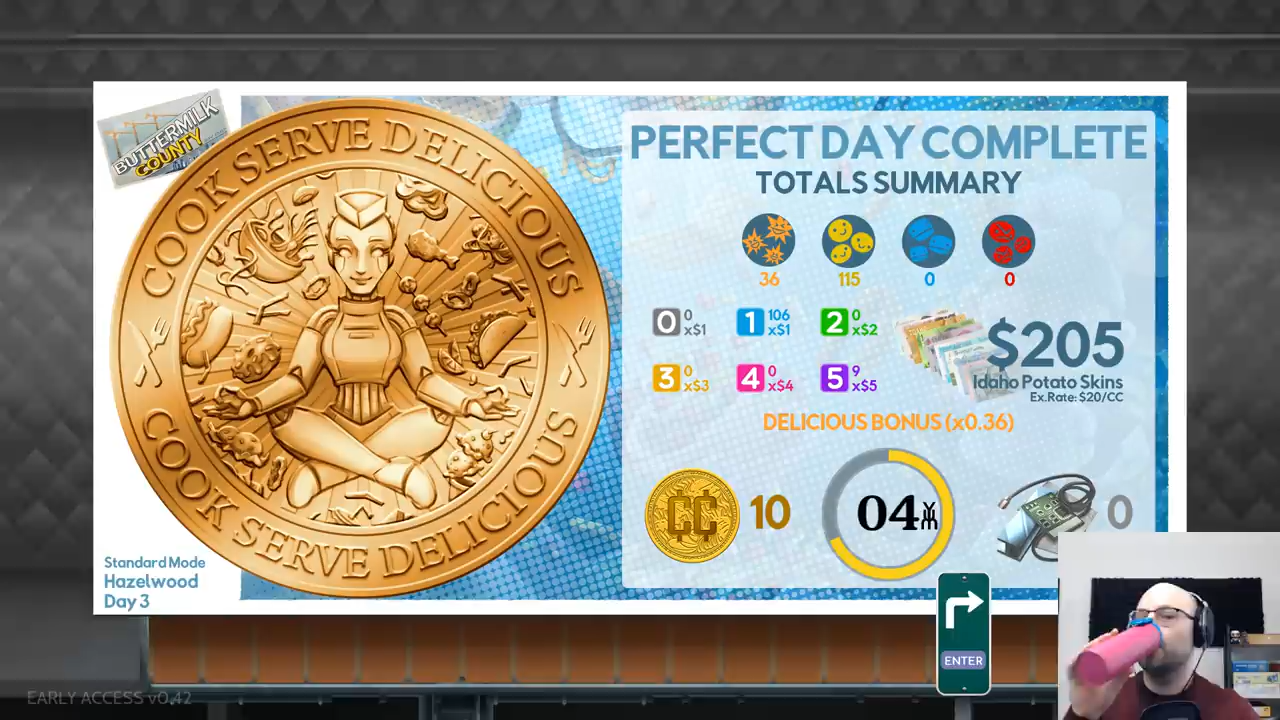 BUTTERMILK
COUNTY
COOK SERVE DELICIOUS
COOK SERVE DELICIOUS
Standard Mode
Hazelwood
Day 3
PERFECT DAY COMPLETE
TOTALS SUMMARY
36 115 0 0
0 0 x$1 1 106 x$1 2 0 x$2
3 0 x$3 4 0 x$4 5 9 x$5
$205
Idaho Potato Skins
Ex.Rate: $20/CC
DELICIOUS BONUS (x0.36)
CC 10 04 0
ENTER
EARLY ACCESS v0.42